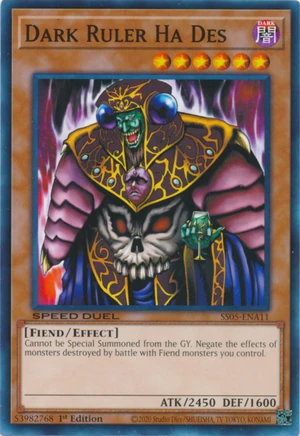 DARK RULER HA DES
DARK
闇
SPEED DUEL
SS05-ENA11
[FIEND/EFFECT]
Cannot be Special Summoned from the GY. Negate the effects of
monsters destroyed by battle with Fiend monsters you control.
ATK/2450 DEF/1600
53982768
1st Edition
©2020 Studio Dice/SHUEISHA, TV TOKYO, KONAMI